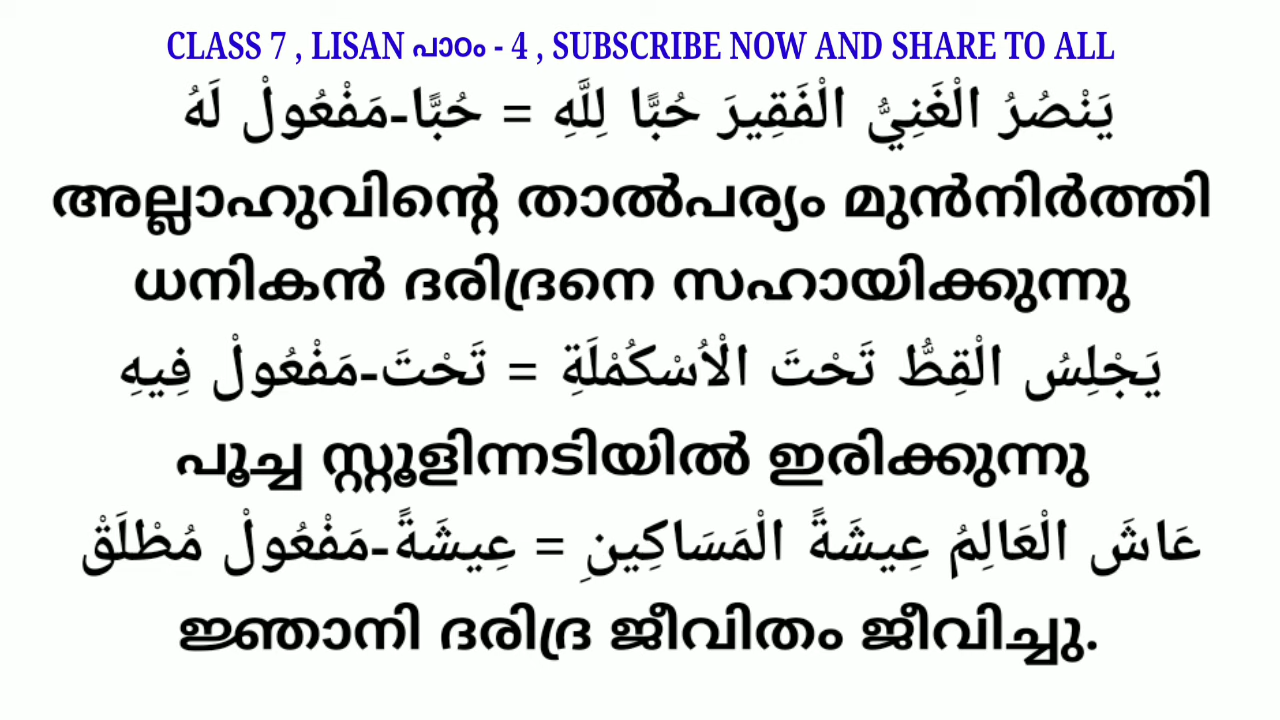 CLASS 7 , LISAN പാഠം - 4 , SUBSCRIBE NOW AND SHARE TO ALL
يَنْصُرُ الْغَنِيُّ الْفَقِيرَ حُبًّا لِلَّهِ = حُبًّا-مَفْعُولْ لَهُ
അല്ലാഹുവിന്റെ താൽപര്യം മുൻനിർത്തി
ധനികൻ ദരിദ്രനെ സഹായിക്കുന്നു
يَجْلِسُ الْقِطُّ تَحْتَ الْاُسْكُمْلَةِ = تَحْتَ-مَفْعُولْ فِيهِ
പൂച്ച സ്റ്റൂളിന്നടിയിൽ ഇരിക്കുന്നു
عَاشَ الْعَالِمُ عِيشَةً الْمَسَاكِينِ = عِيشَةً-مَفْعُولْ مُطْلَقْ
ജ്ഞാനി ദരിദ്ര ജീവിതം ജീവിച്ചു.